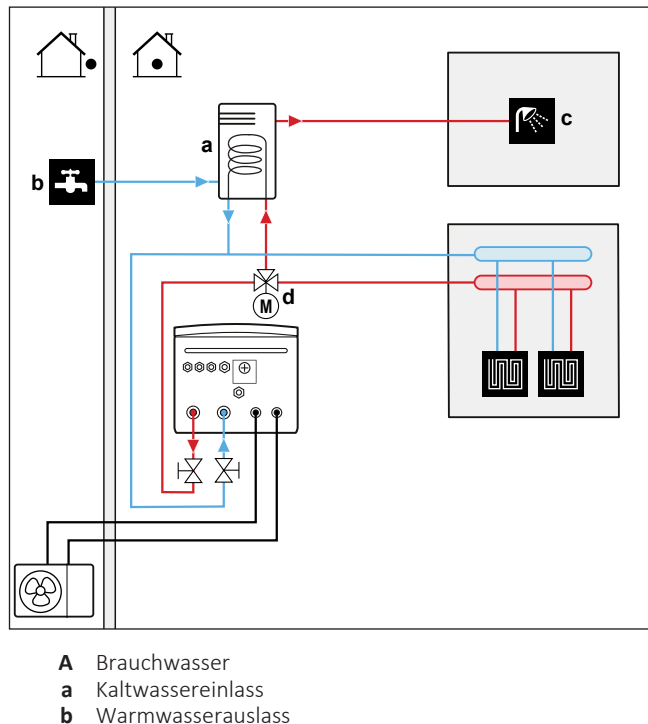 a
b
c
d
M
A Brauchwasser
a Kaltwassereinlass
b Warmwasserauslass